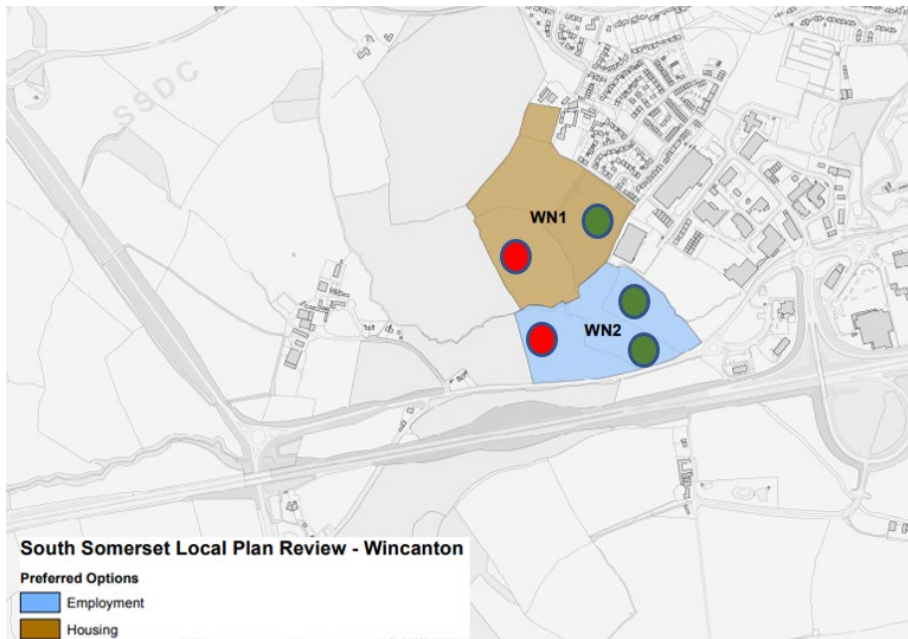 SSDC
WN1
WN2
South Somerset Local Plan Review - Wincanton
Preferred Options
Employment
Housing